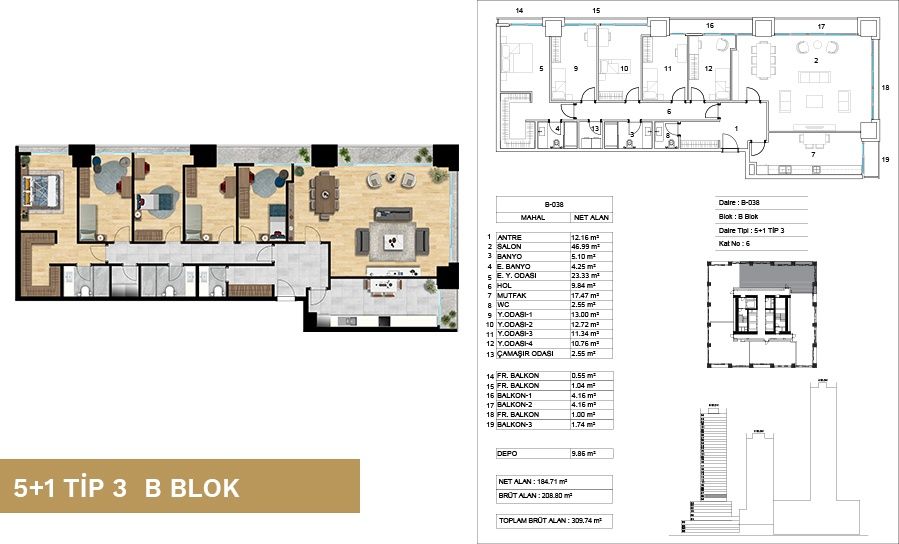 14
15
16
17
5
9
10
11
12
2
18
6
4
13
3
8
1
7
19
B-038
MAHAL NET ALAN
1 ANTRE 12.16 m²
2 SALON 46.99 m²
3 BANYO 5.10 m²
4 E. BANYO 4.25 m²
5 E. Y. ODASI 23.33 m²
6 HOL 9.84 m²
7 MUTFAK 17.47 m²
8 WC 2.55 m²
9 Y.ODASI-1 13.00 m²
10 Y.ODASI-2 12.72 m²
11 Y.ODASI-3 11.34 m²
12 Y.ODASI-4 10.76 m²
13 ÇAMAŞIR ODASI 2.55 m²
14 FR. BALKON 0.55 m²
15 FR. BALKON 1.04 m²
16 BALKON-1 4.16 m²
17 BALKON-2 4.16 m²
18 FR. BALKON 1.00 m²
19 BALKON-3 1.74 m²
DEPO 9.86 m²
NET ALAN : 184.71 m²
BRÜT ALAN : 208.80 m²
TOPLAM BRÜT ALAN : 309.74 m²
Daire : B-038
Blok : B Blok
Daire Tipi : 5+1 TİP 3
Kat No : 6
5+1 TİP 3 B BLOK